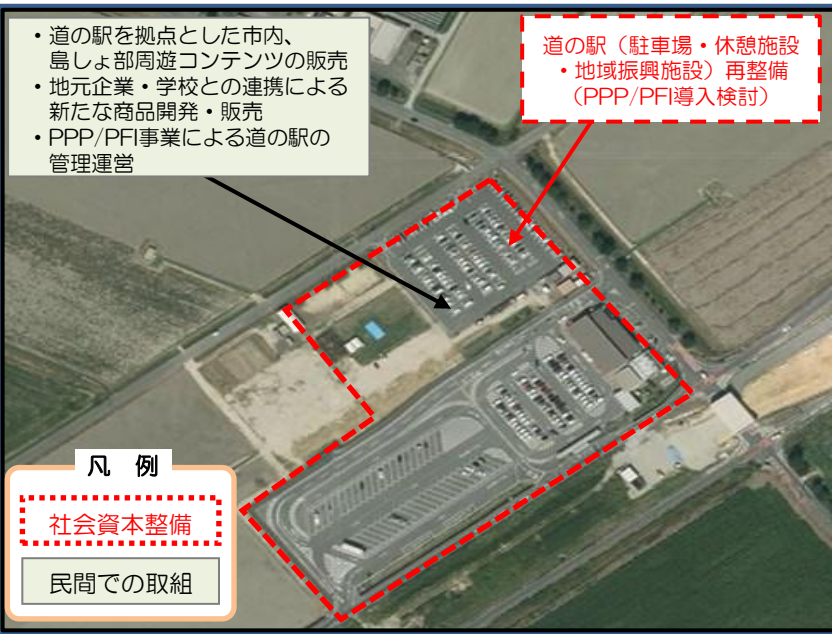 ・道の駅を拠点とした市内、
島しょ部周遊コンテンツの販売
・地元企業・学校との連携による
新たな商品開発・販売
・PPP/PFI事業による道の駅の
管理運営
道の駅（駐車場・休憩施設
・地域振興施設）再整備
（PPP/PFI導入検討）
凡　例
社会資本整備
民間での取組